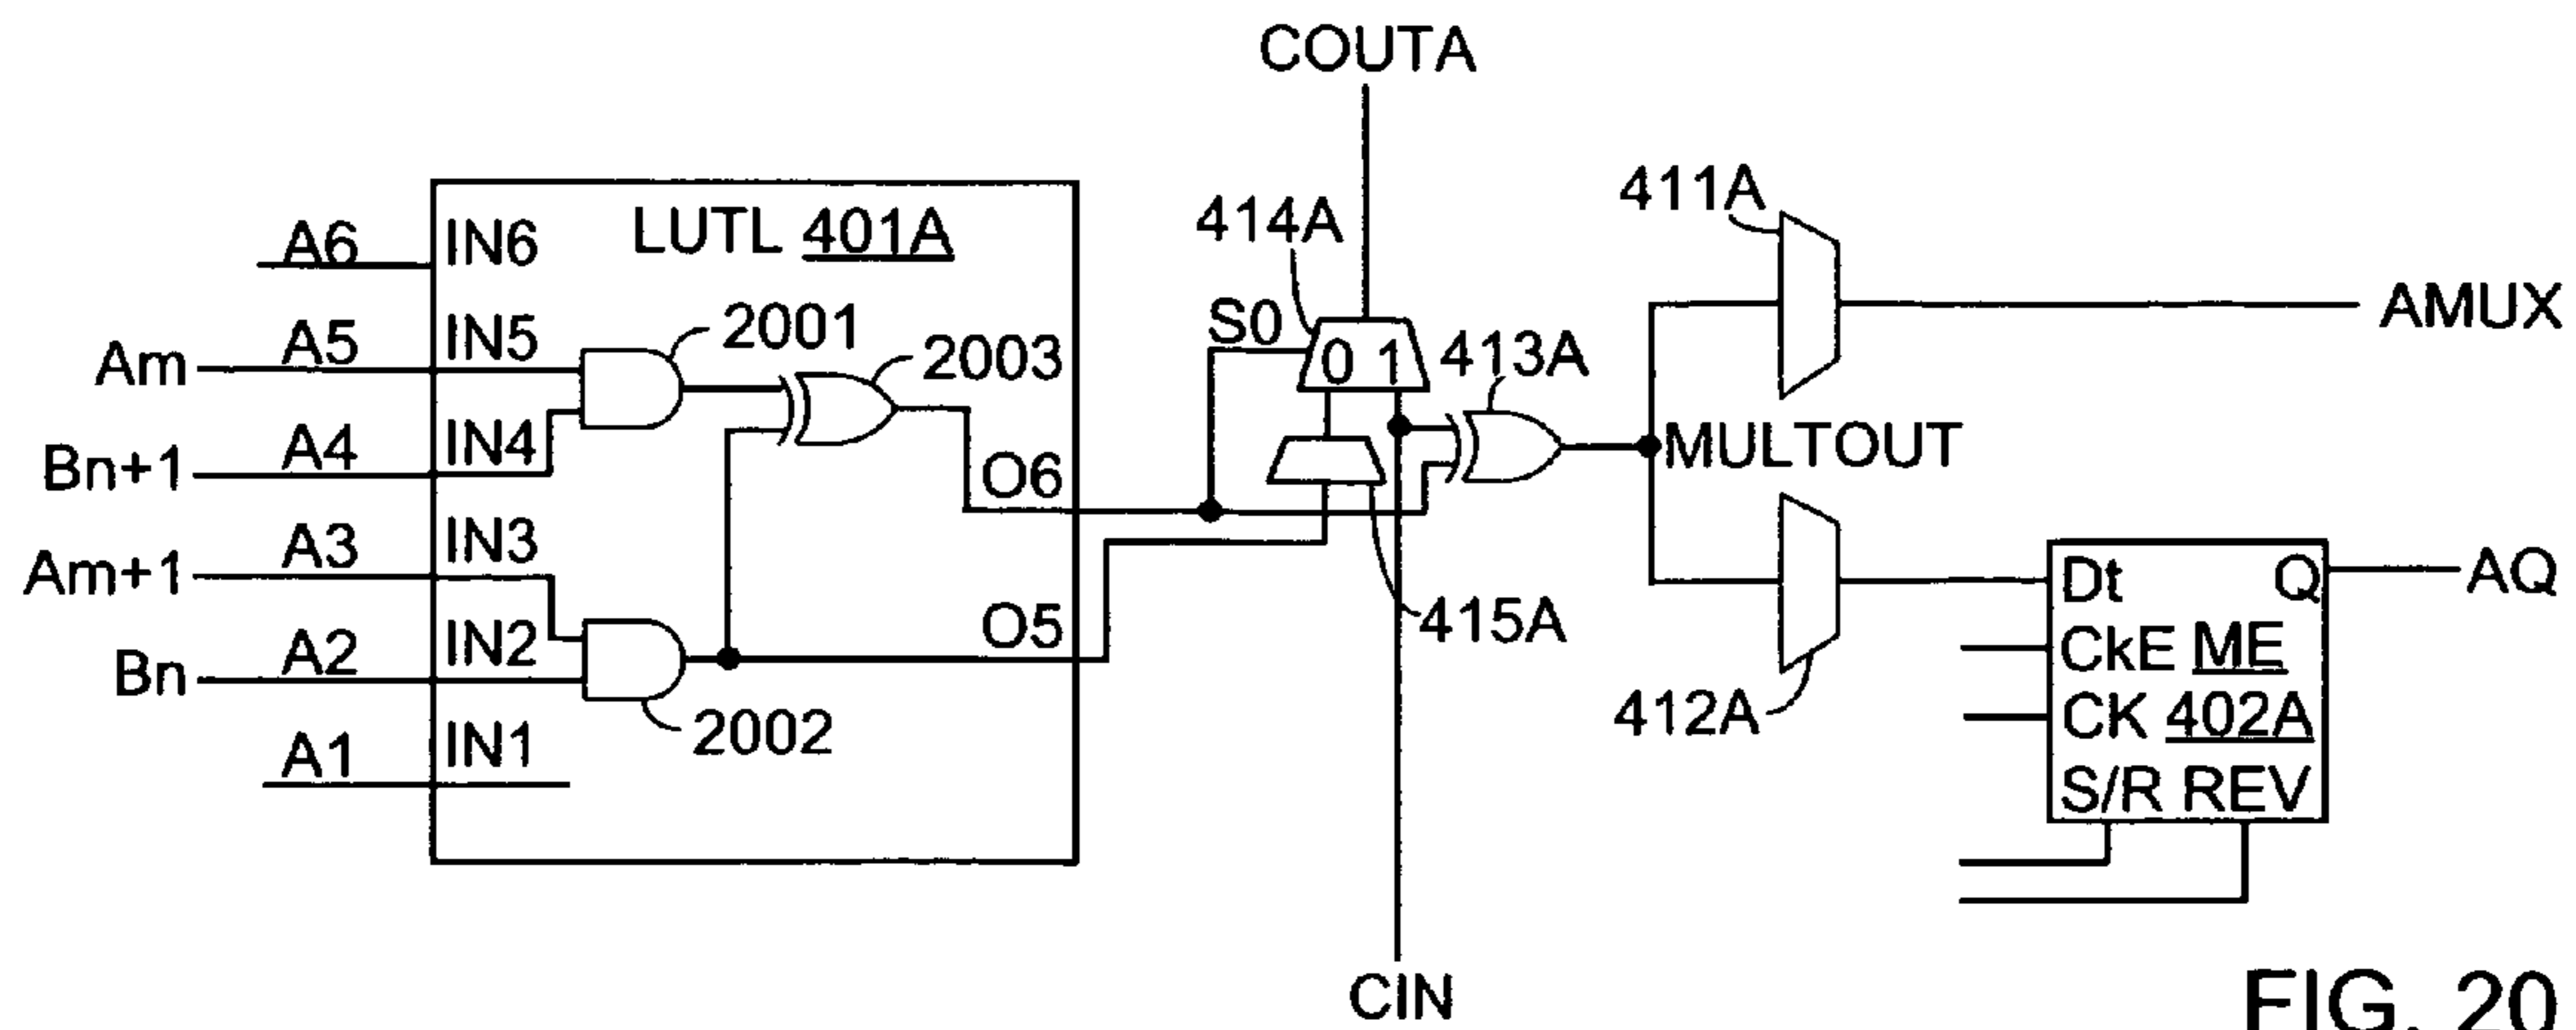 COUTA
411A
414A
LUTL 401A
A6 IN6
S0
AMUX
2001
A5 IN5
Am
2003
0 1
413A
A4 IN4
Bn+1
MULTOUT
O6
A3 IN3
Am+1
Dt Q
AQ
O5
415A
A2 IN2
Bn
CkE ME
412A
CK 402A
2002
A1 IN1
S/R REV
CIN
FIG. 20